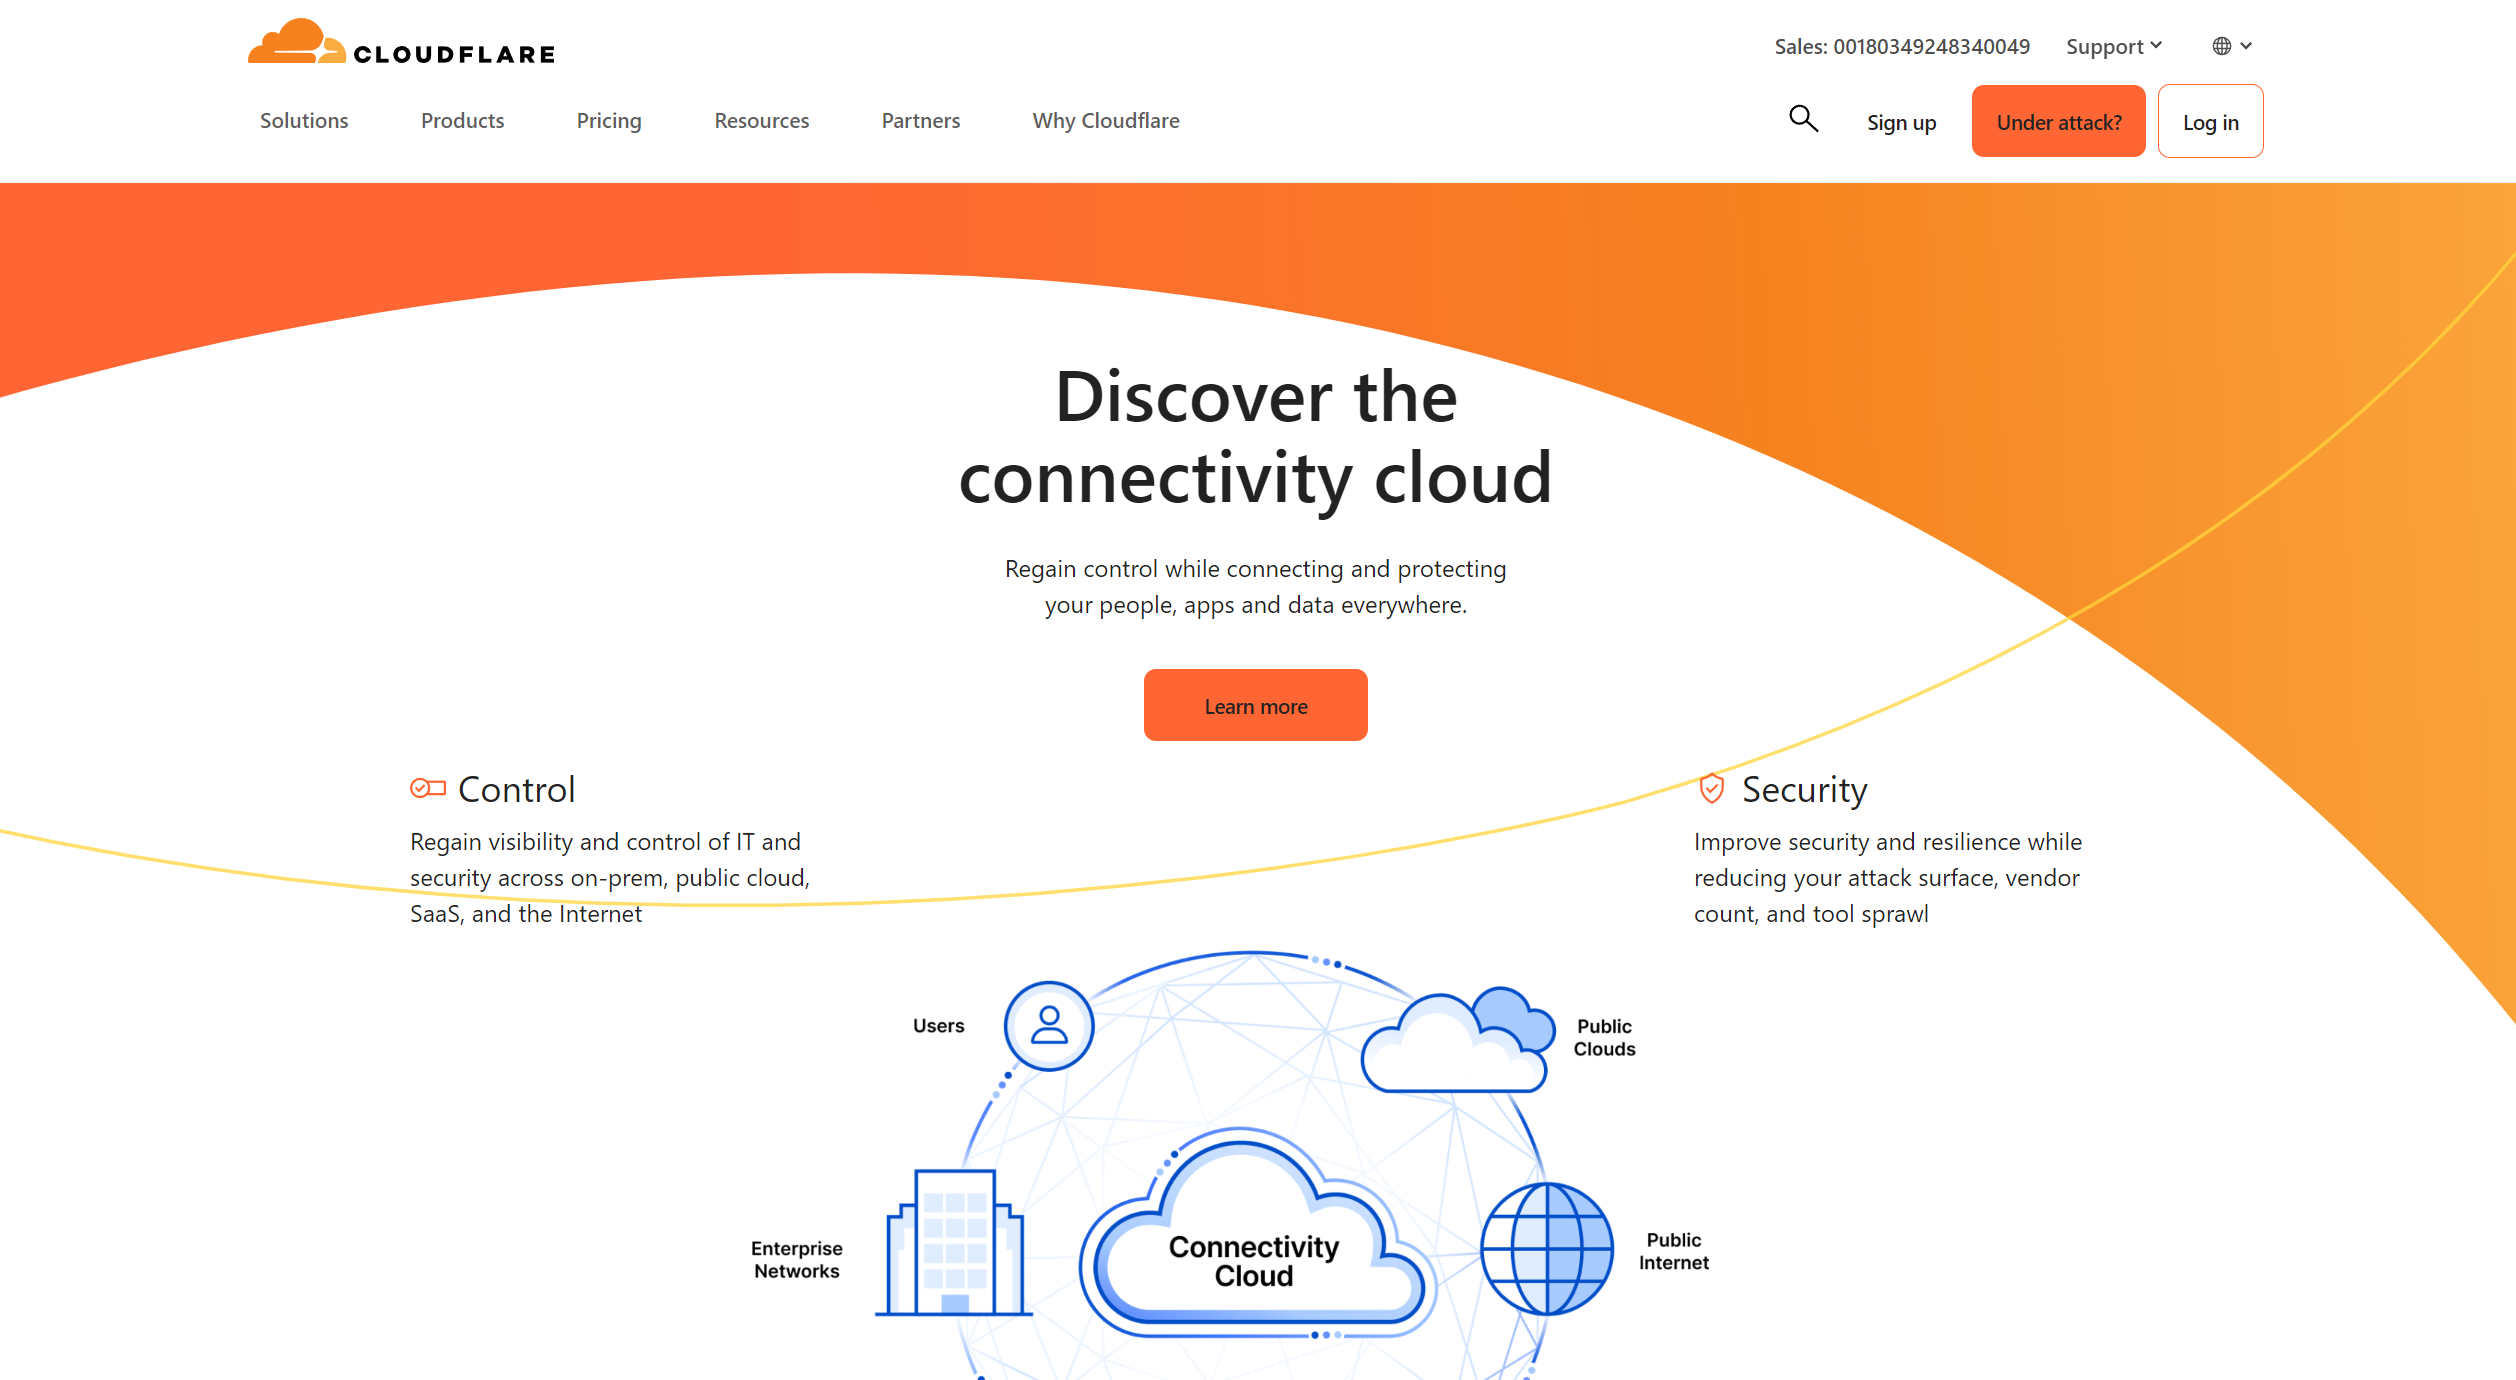 CLOUDFLARE
Sales: 00180349248340049
Support
Solutions
Products
Pricing
Resources
Partners
Why Cloudflare
Sign up
Under attack?
Log in
Discover the
connectivity cloud
Regain control while connecting and protecting
your people, apps and data everywhere.
Learn more
Control
Regain visibility and control of IT and
security across on-prem, public cloud,
SaaS, and the Internet
Security
Improve security and resilience while
reducing your attack surface, vendor
count, and tool sprawl
Users
Public
Clouds
Enterprise
Networks
Connectivity
Cloud
Public
Internet